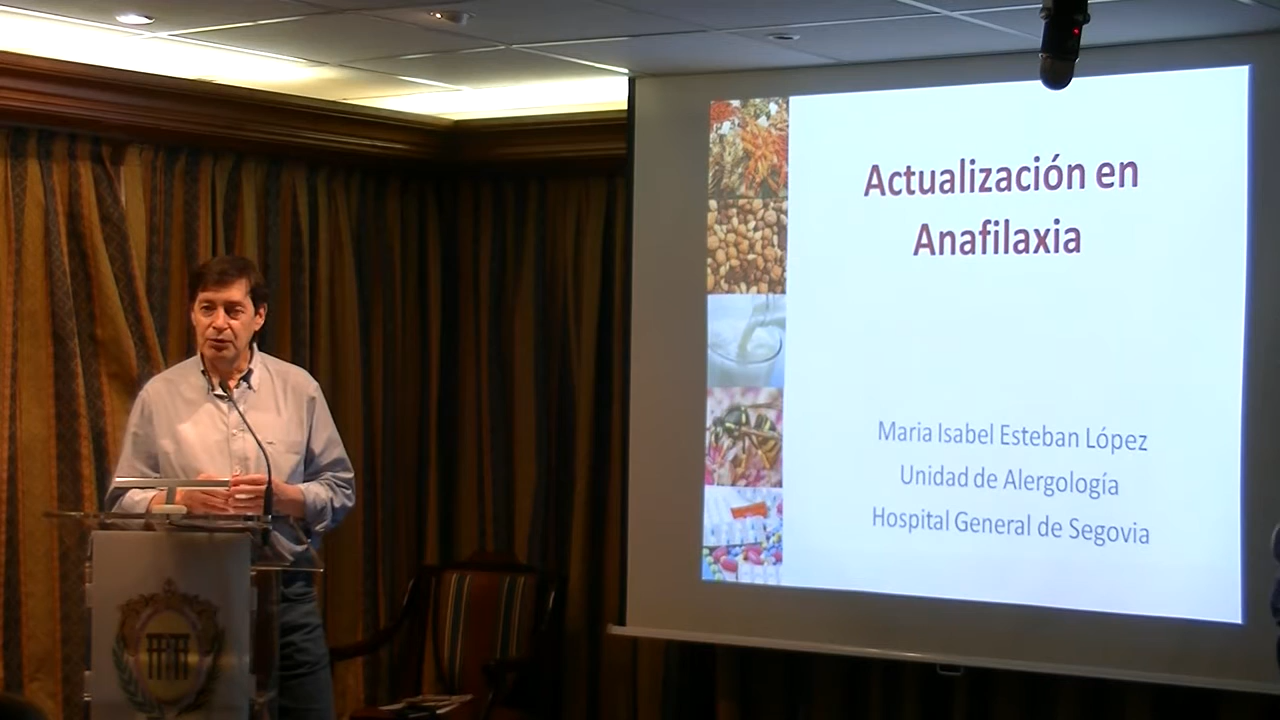 Actualización en
Anafilaxia
Maria Isabel Esteban López
Unidad de Alergología
Hospital General de Segovia